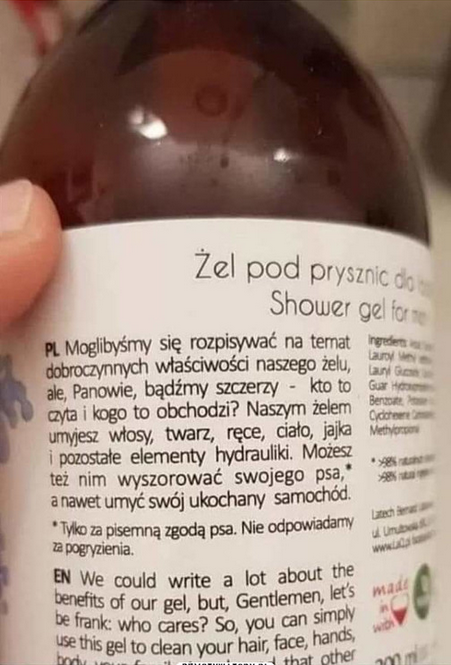 Żel pod prysznic dla
Shower gel for
PL Moglibyśmy się rozpisywać na temat
dobroczynnych właściwości naszego żelu,
ale, Panowie, bądźmy szczerzy - kto to
czyta i kogo to obchodzi? Naszym żelem
umyjesz włosy, twarz, ręce, ciało, jajka
i pozostałe elementy hydrauliki. Możesz
też nim wyszorować swojego psa,*
a nawet umyć swój ukochany samochód.
* Tylko za pisemną zgodą psa. Nie odpowiadamy
za pogryzienia.
EN We could write a lot about the
benefits of our gel, but, Gentlemen, let's
be frank: who cares? So, you can simply
use this gel to clean your hair, face, hands,
body that other
Ingredients
Lauroyl
Lauryl
Guar
Benzoate,
made
in
with